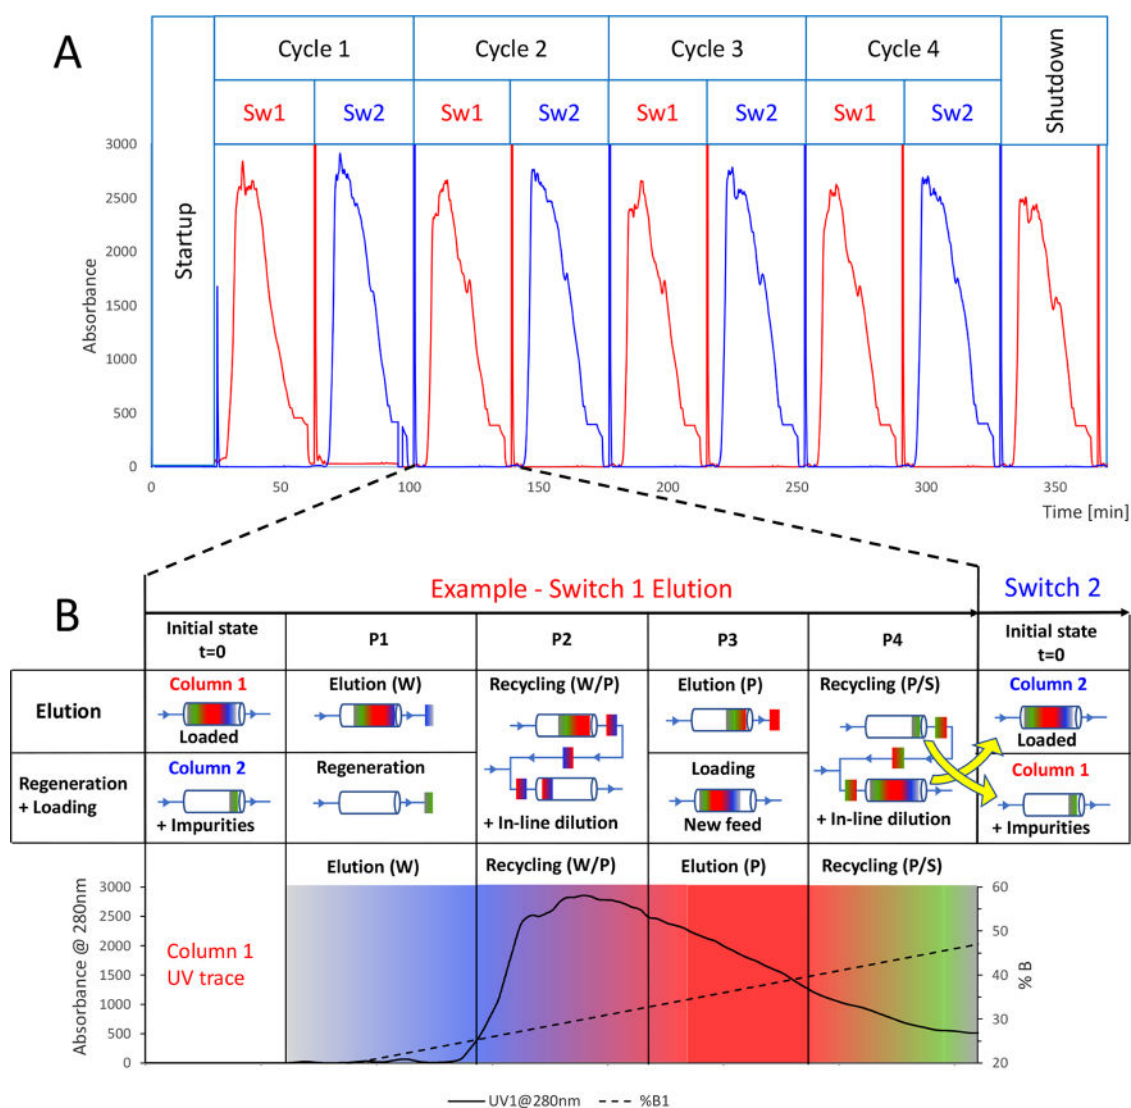 A
Startup
Cycle 1
Cycle 2
Cycle 3
Cycle 4
Shutdown
Sw1
Sw2
Sw1
Sw2
Sw1
Sw2
Sw1
Sw2
Absorbance
3000
2500
2000
1500
1000
500
0
0
50
100
150
200
250
300
350
Time [min]
B
Example - Switch 1 Elution
Switch 2
Initial state
t=0
P1
P2
P3
P4
Initial state
t=0
Elution
Column 1
Loaded
Elution (W)
Recycling (W/P)
Elution (P)
Recycling (P/S)
Column 2
Loaded
Regeneration
+ Loading
Column 2
+ Impurities
Regeneration
+ In-line dilution
Loading
New feed
+ In-line dilution
Column 1
+ Impurities
Elution (W)
Recycling (W/P)
Elution (P)
Recycling (P/S)
Absorbance @ 280nm
3000
2500
2000
1500
1000
500
0
Column 1
UV trace
60
50
40
30
20
% B
UV1@280nm
%B1